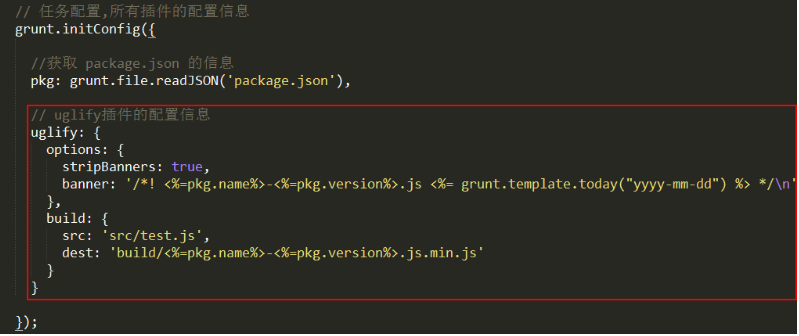 // 任务配置,所有插件的配置信息
grunt.initConfig({
//获取 package.json 的信息
pkg: grunt.file.readJSON('package.json'),
// uglify插件的配置信息
uglify: {
options: {
stripBanners: true,
banner: '/*! <%=pkg.name%>-<%=pkg.version%>.js <%= grunt.template.today("yyyy-mm-dd") %> */\n'
},
build: {
src: 'src/test.js',
dest: 'build/<%=pkg.name%>-<%=pkg.version%>.js.min.js'
}
}
});